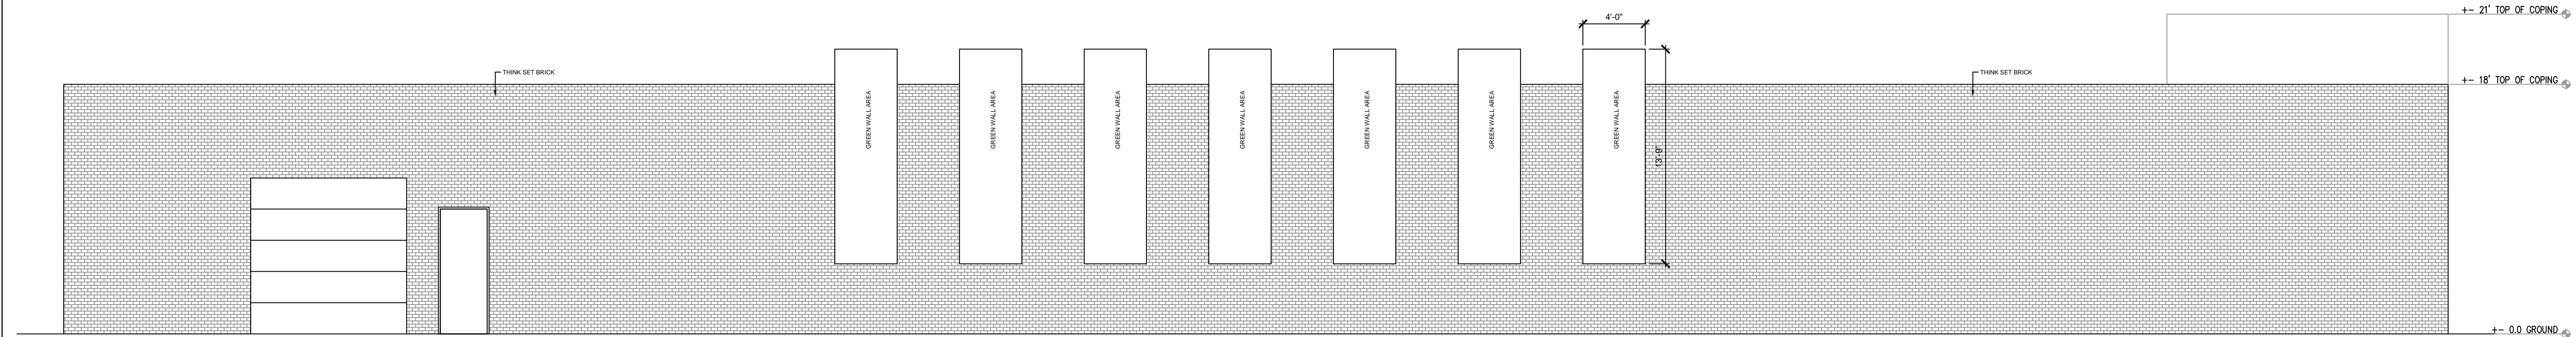 +- 21' TOP OF COPING
4'-0"
THINK SET BRICK
THINK SET BRICK
+- 18' TOP OF COPING
GREEN WALL AREA
GREEN WALL AREA
GREEN WALL AREA
GREEN WALL AREA
GREEN WALL AREA
GREEN WALL AREA
GREEN WALL AREA
13'-9"
+- 0.0 GROUND